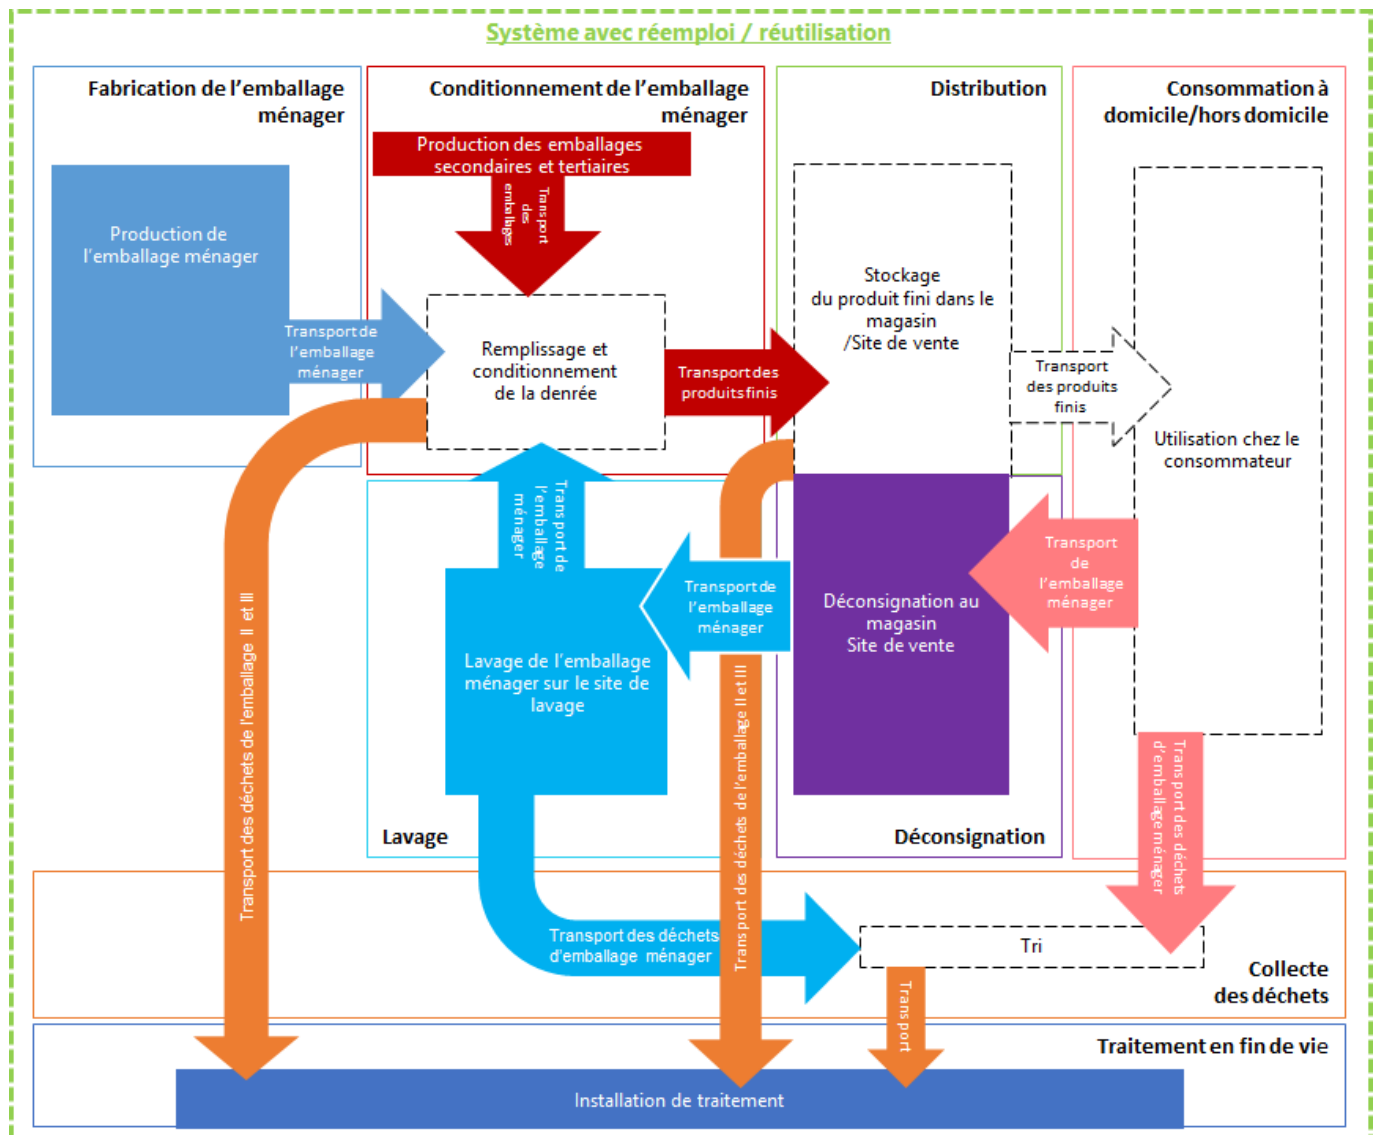 Système avec réemploi / réutilisation
Fabrication de l’emballage
ménager
Conditionnement de l’emballage
ménager
Distribution
Consommation à
domicile/hors domicile
Production des emballages
secondaires et tertiaires
Transport
des
emballages
Production de
l’emballage ménager
Transport de
l’emballage
ménager
Remplissage et
conditionnement
de la denrée
Transport des
produits finis
Stockage
du produit fini dans le
magasin
/Site de vente
Transport
des produits
finis
Utilisation chez le
consommateur
Transport de
l’emballage
ménager
Transport de
l’emballage
ménager
Transport
de
l’emballage
ménager
Déconsignation au
magasin
Site de vente
Lavage de l’emballage
ménager sur le site de
lavage
Transport des déchets de l'emballage II et III
Transport des déchets de l’emballage II et III
Transport des déchets
d’emballage ménager
Lavage
Déconsignation
Transport des déchets
d’emballage ménager
Tri
Collecte
des déchets
Transport
Traitement en fin de vie
Installation de traitement